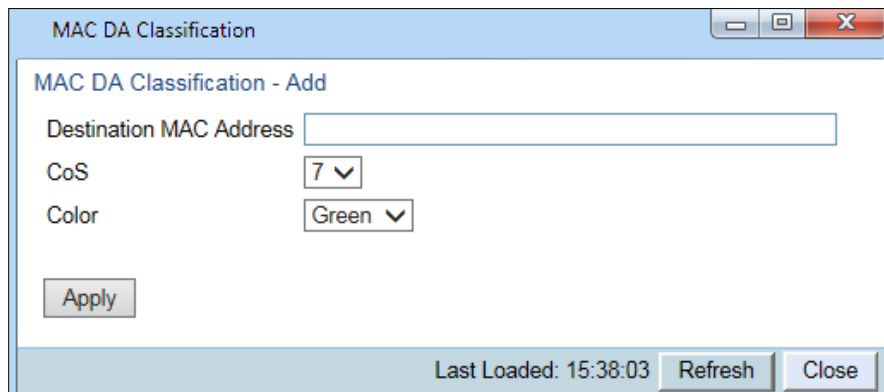 MAC DA Classification
MAC DA Classification - Add
Destination MAC Address
CoS 7
Color Green
Apply
Last Loaded: 15:38:03 Refresh Close